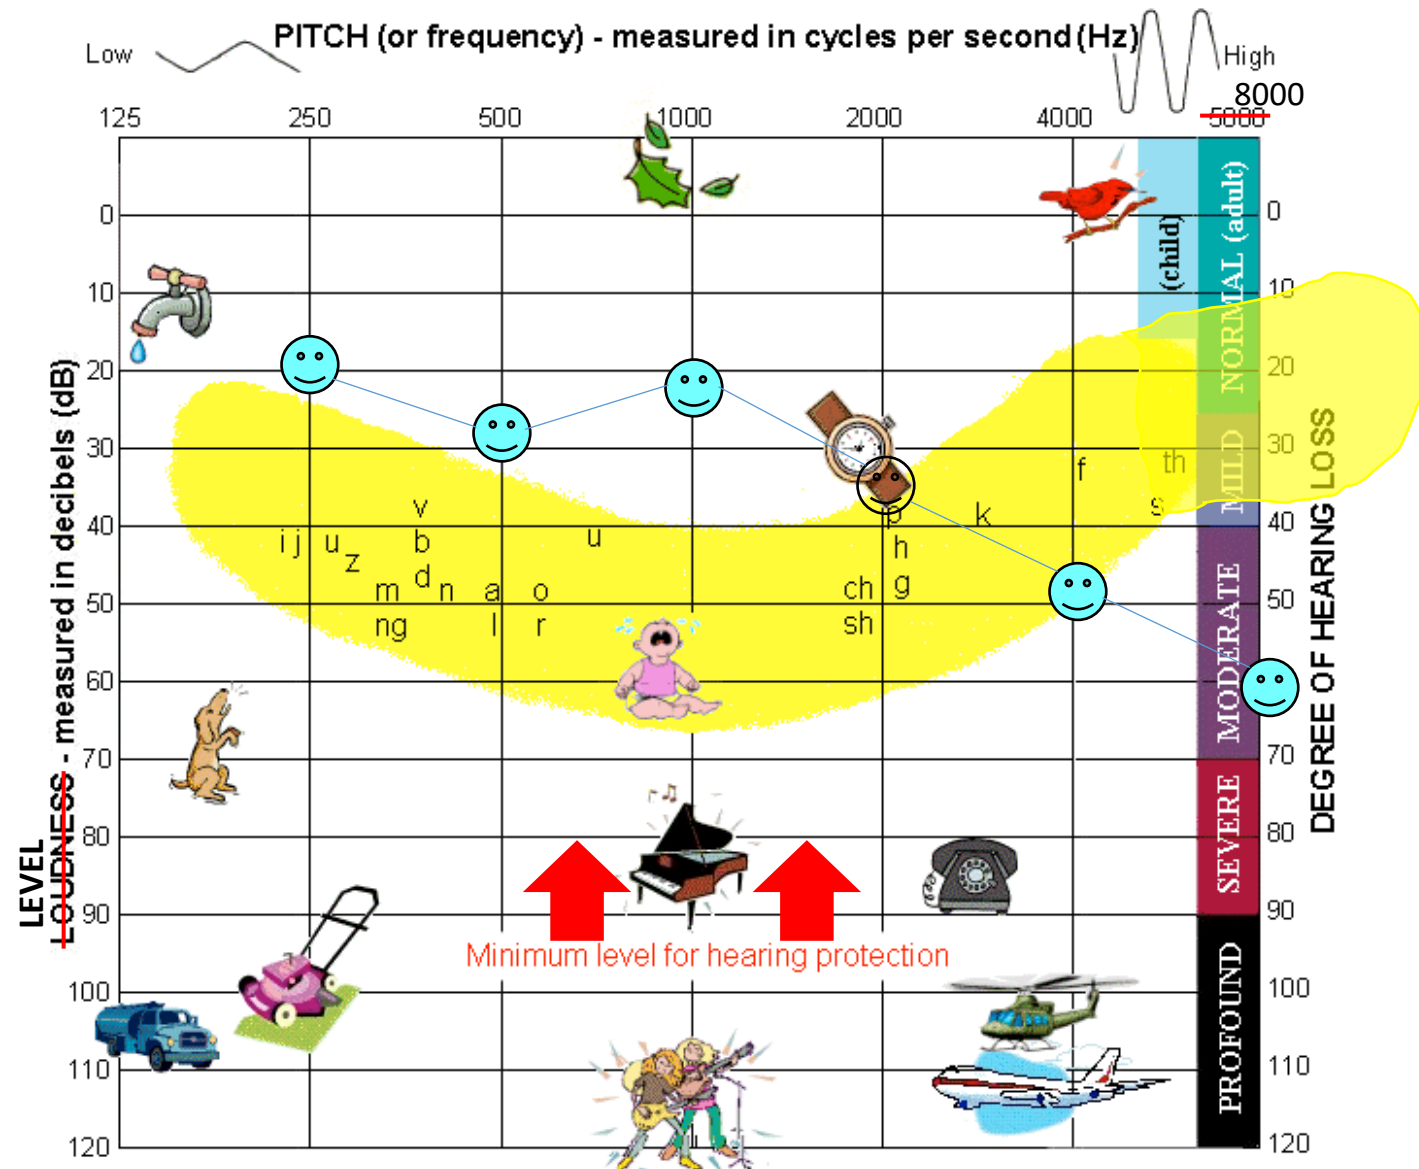 PITCH (or frequency) - measured in cycles per second (Hz)
Low
High
8000
125 250 500 1000 2000 4000 5000
0 0
10 10
20 20
30 30
40 40
50 50
60 60
70 70
80 80
90 90
100 100
110 110
120 120
LEVEL
LOUDNESS - measured in decibels (dB)
DEGREE OF HEARING LOSS
(child)
NORMAL (adult)
MILD
MODERATE
SEVERE
PROFOUND
f th
v p k s
i j u z b u h
m d n a o ch g
ng l r sh
Minimum level for hearing protection